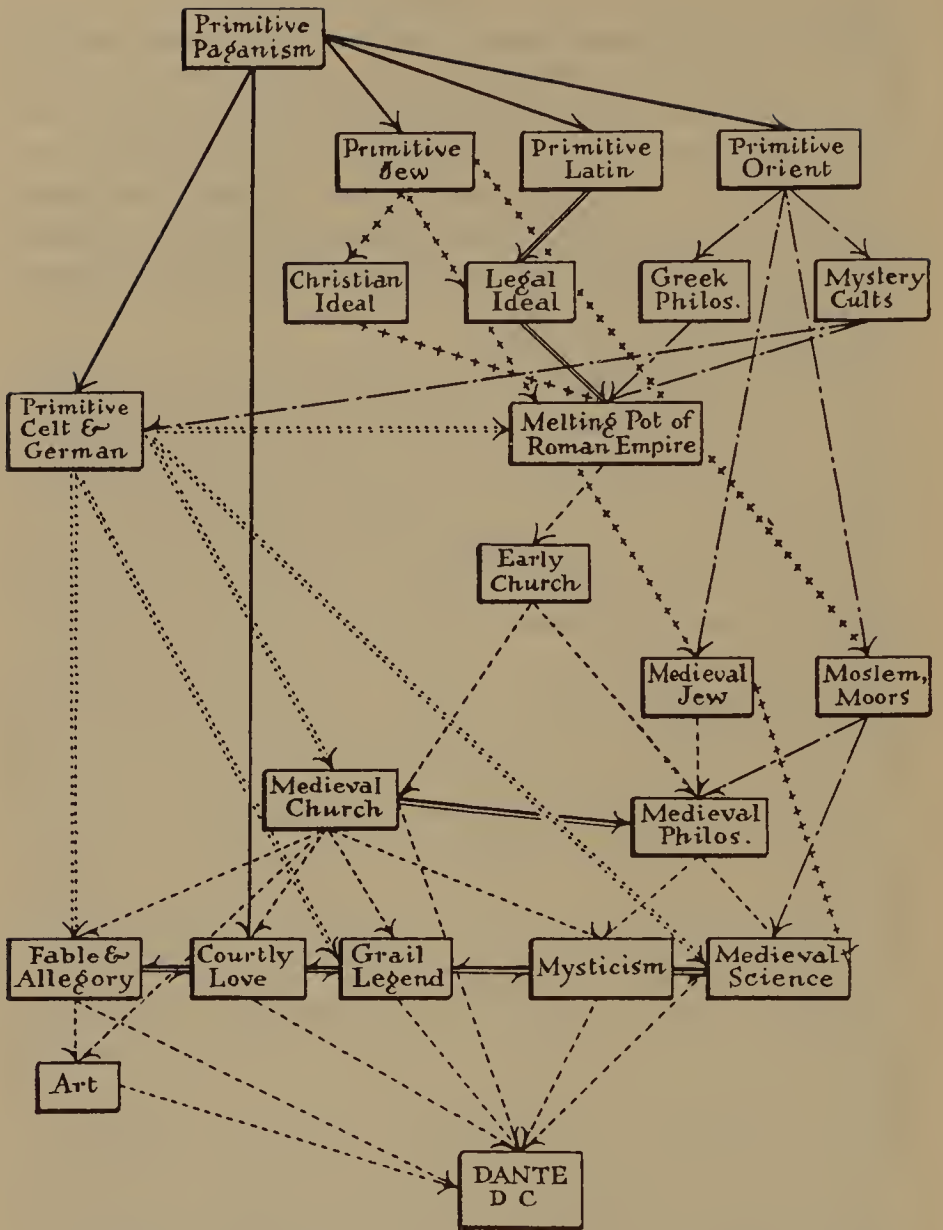 Primitive
Paganism
Primitive
Jew
Primitive
Latin
Primitive
Orient
Christian
Ideal
Legal
Ideal
Greek
Philos.
Mystery
Cults
Primitive
Celt &
German
Melting Pot of
Roman Empire
Early
Church
Medieval
Jew
Moslem,
Moors
Medieval
Church
Medieval
Philos.
Fable &
Allegory
Courtly
Love
Grail
Legend
Mysticism
Medieval
Science
Art
DANTE
D C